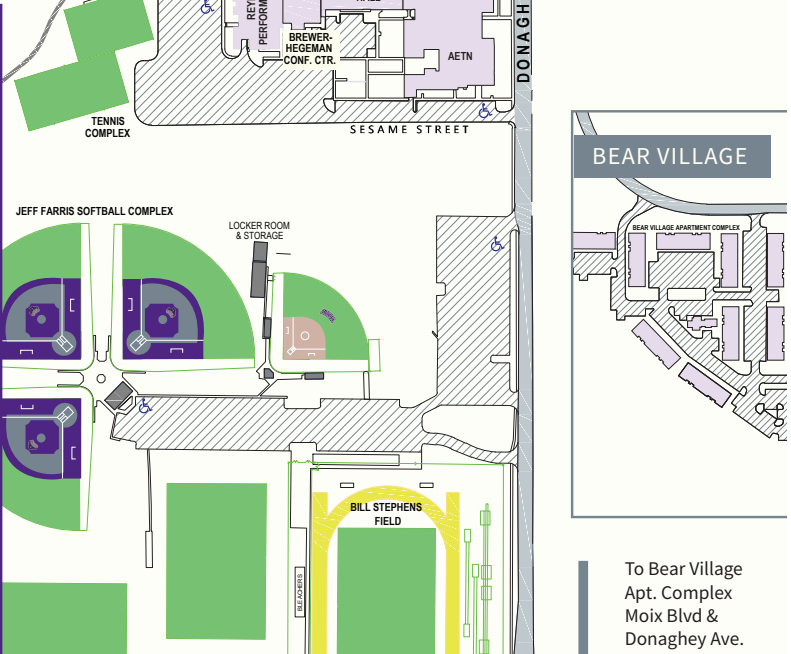 BREWER-
HEGEMAN
CONF. CTR.
AETN
TENNIS
COMPLEX
SESAME STREET
BEAR VILLAGE
JEFF FARRIS SOFTBALL COMPLEX
LOCKER ROOM
& STORAGE
BEAR VILLAGE APARTMENT COMPLEX
BILL STEPHENS
FIELD
BLEACHERS
To Bear Village
Apt. Complex
Moix Blvd &
Donaghey Ave.